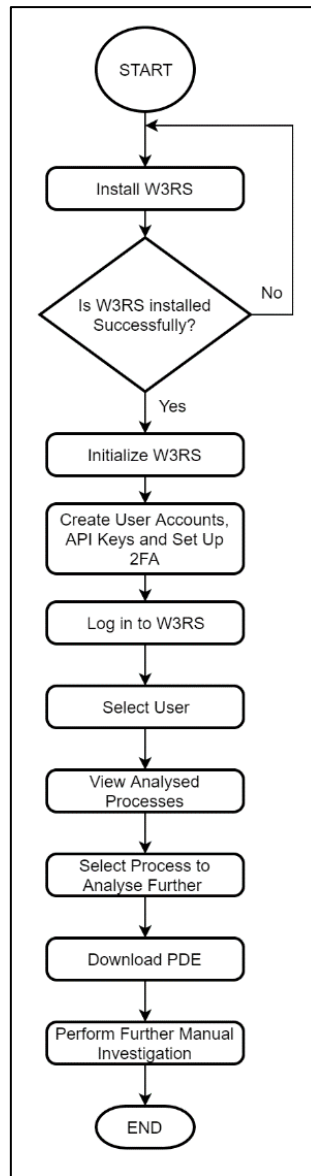 START
Install W3RS
Is W3RS installed
Successfully?
No
Yes
Initialize W3RS
Create User Accounts,
API Keys and Set Up
2FA
Log in to W3RS
Select User
View Analysed
Processes
Select Process to
Analyse Further
Download PDE
Perform Further Manual
Investigation
END